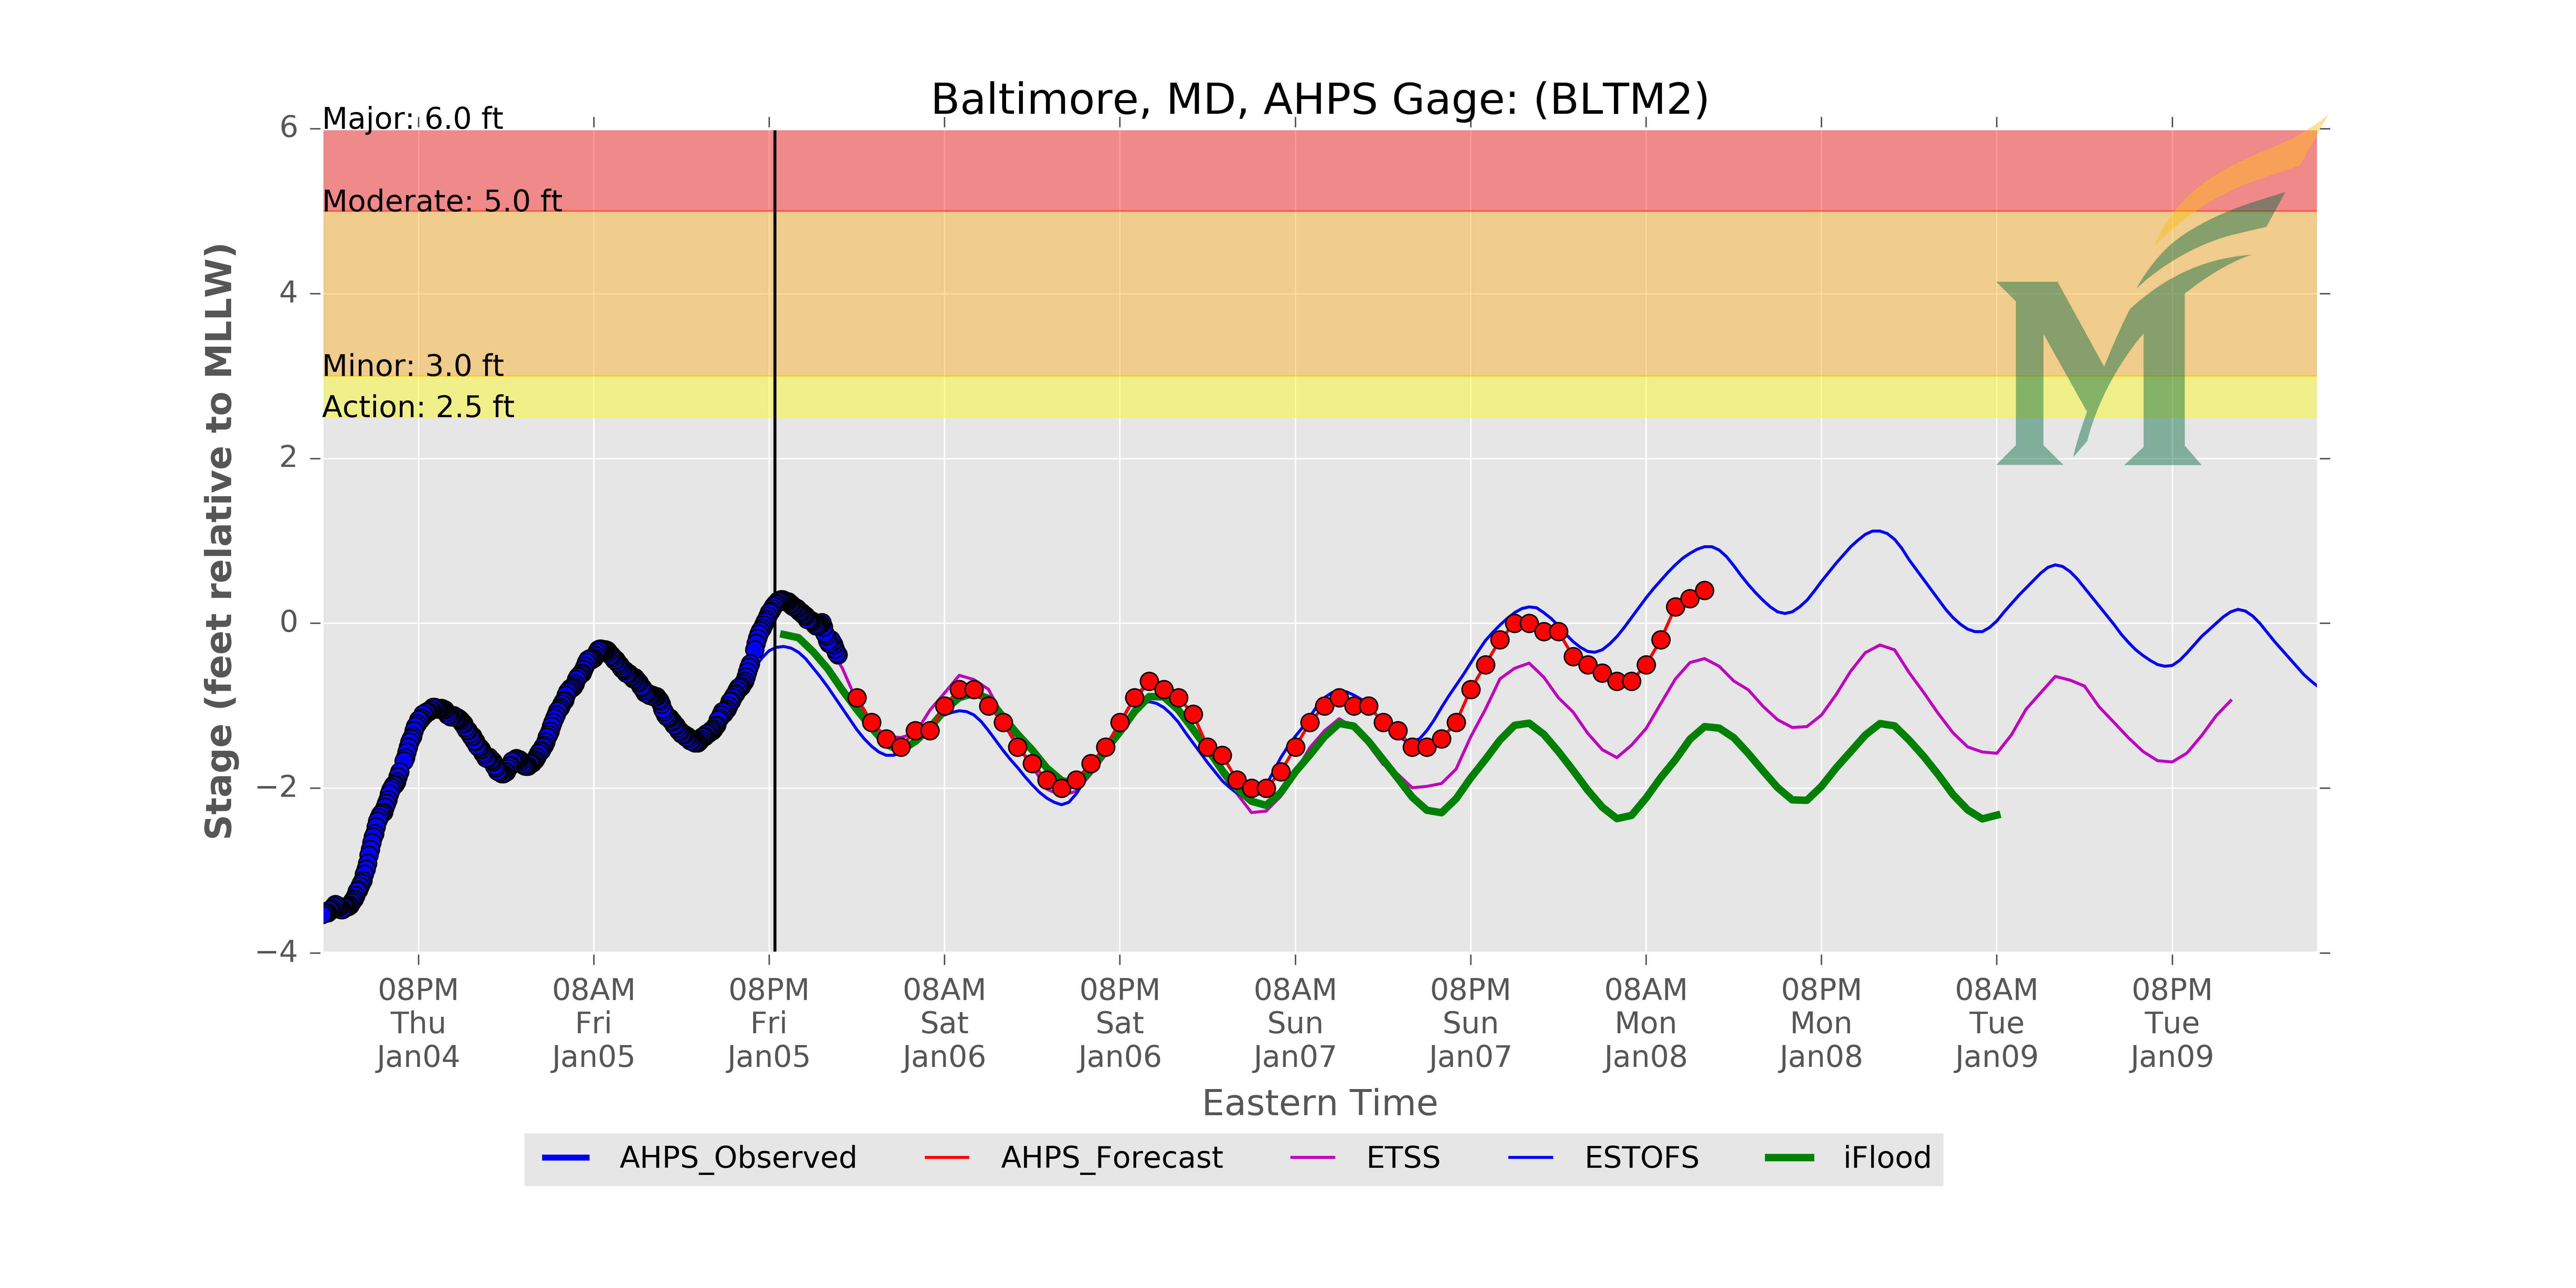 Baltimore, MD, AHPS Gage: (BLTM2)
Major: 6.0 ft
Moderate: 5.0 ft
Minor: 3.0 ft
Action: 2.5 ft
Stage (feet relative to MLLW)
6
4
2
0
−2
−4
08PM
Thu
Jan04
08AM
Fri
Jan05
08PM
Fri
Jan05
08AM
Sat
Jan06
08PM
Sat
Jan06
08AM
Sun
Jan07
08PM
Sun
Jan07
08AM
Mon
Jan08
08PM
Mon
Jan08
08AM
Tue
Jan09
08PM
Tue
Jan09
Eastern Time
AHPS_Observed
AHPS_Forecast
ETSS
ESTOFS
iFlood
M